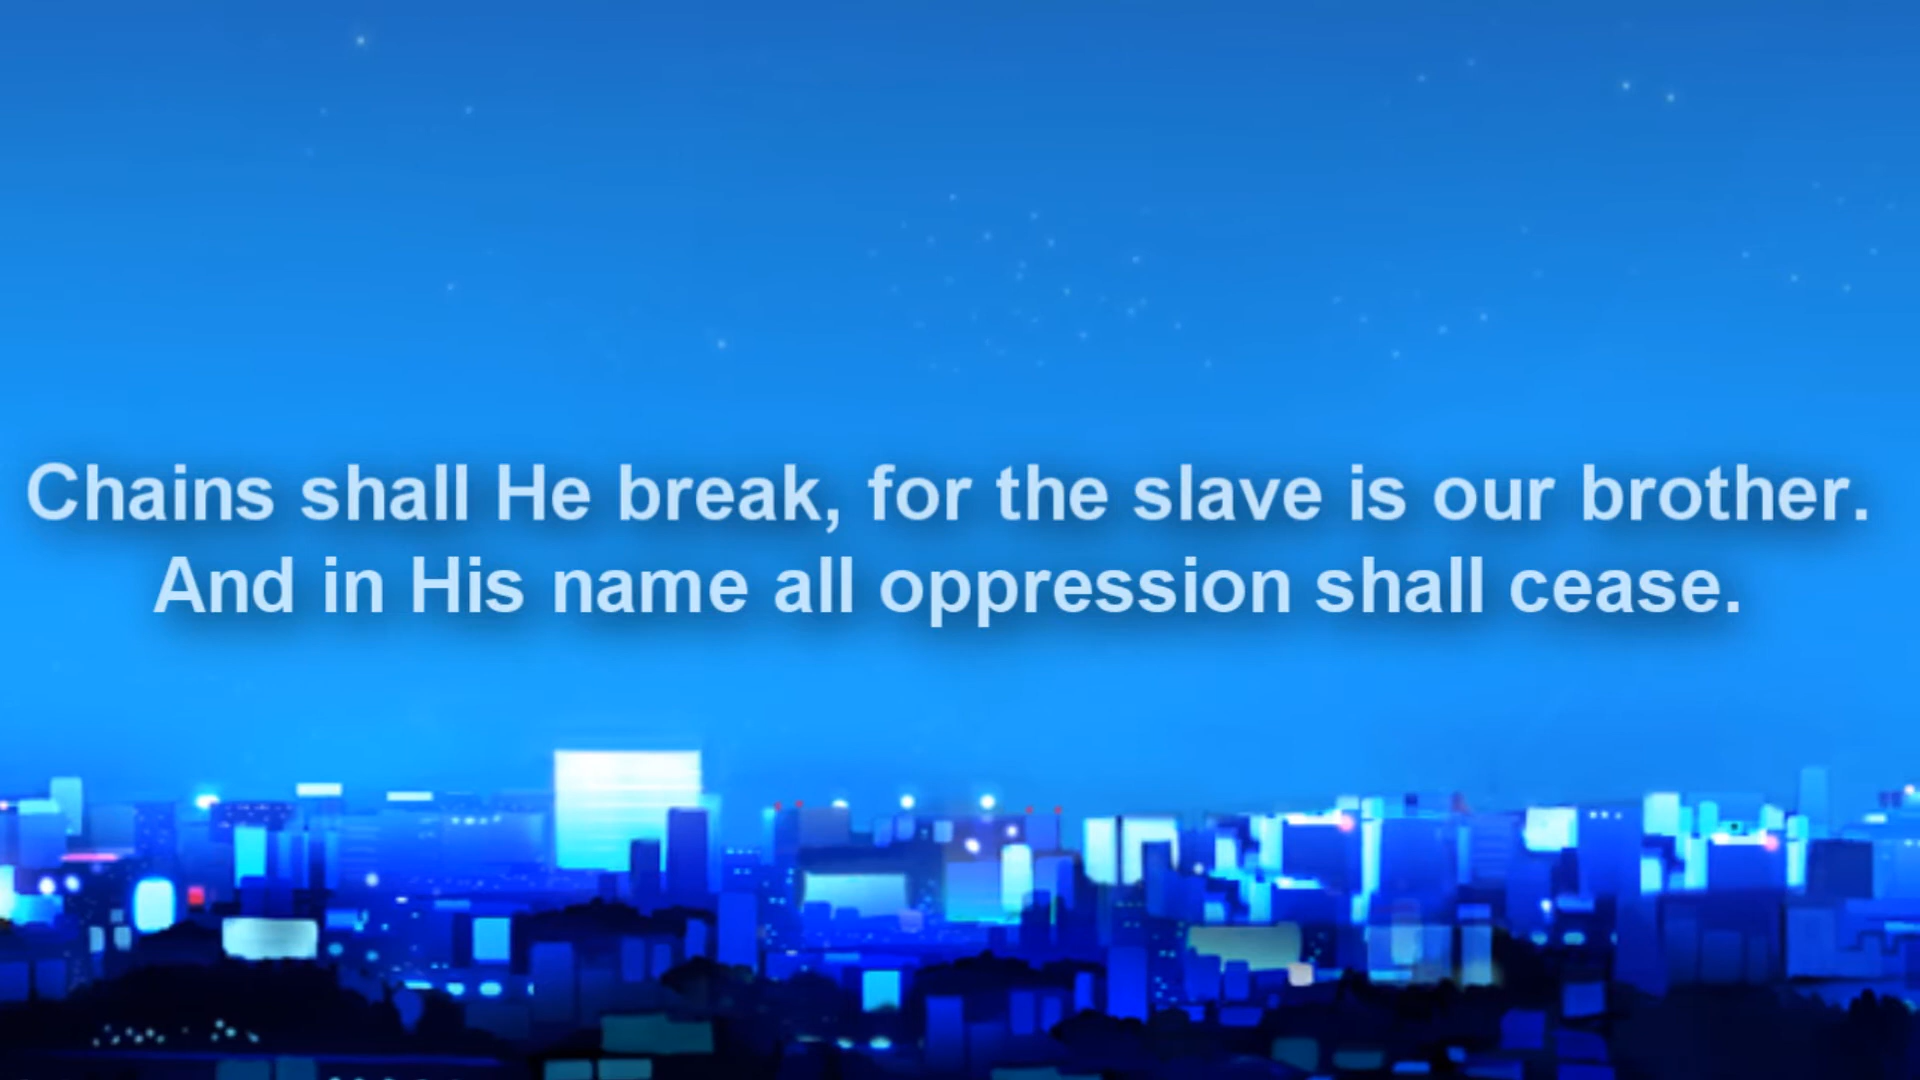 Chains shall He break, for the slave is our brother.
And in His name all oppression shall cease.